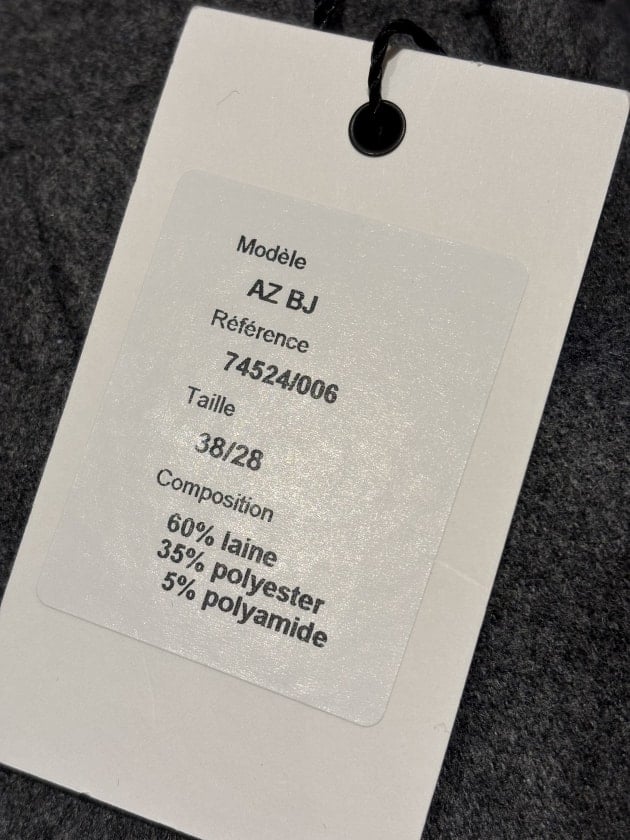 Modèle
AZ BJ
Référence
74524/006
Taille
38/28
Composition
60% laine
35% polyester
5% polyamide